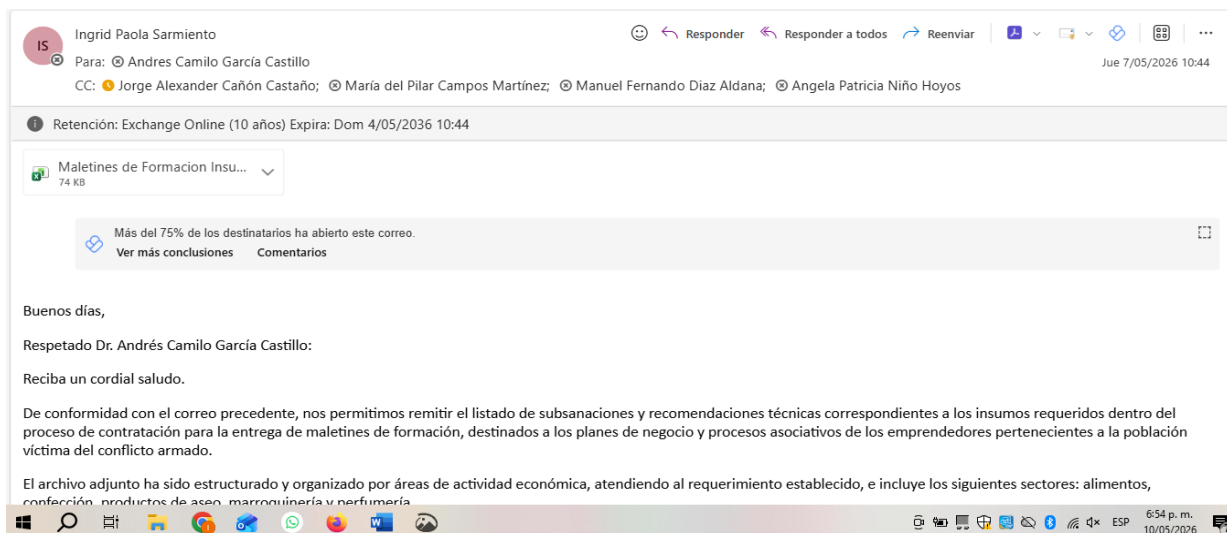 IS
Ingrid Paola Sarmiento
Responder
Responder a todos
Reenviar
Para: Andres Camilo García Castillo
Jue 7/05/2026 10:44
CC: Jorge Alexander Cañón Castaño; María del Pilar Campos Martínez; Manuel Fernando Diaz Aldana; Angela Patricia Niño Hoyos
Retención: Exchange Online (10 años) Expira: Dom 4/05/2036 10:44
Maletines de Formacion Insu...
74 KB
Más del 75% de los destinatarios ha abierto este correo.
Ver más conclusiones Comentarios
Buenos días,
Respetado Dr. Andrés Camilo García Castillo:
Reciba un cordial saludo.
De conformidad con el correo precedente, nos permitimos remitir el listado de subsanaciones y recomendaciones técnicas correspondientes a los insumos requeridos dentro del
proceso de contratación para la entrega de maletines de formación, destinados a los planes de negocio y procesos asociativos de los emprendedores pertenecientes a la población
víctima del conflicto armado.
El archivo adjunto ha sido estructurado y organizado por áreas de actividad económica, atendiendo al requerimiento establecido, e incluye los siguientes sectores: alimentos,
confección, productos de aseo, marroquinería y perfumería.
ESP
6:54 p. m.
10/05/2026